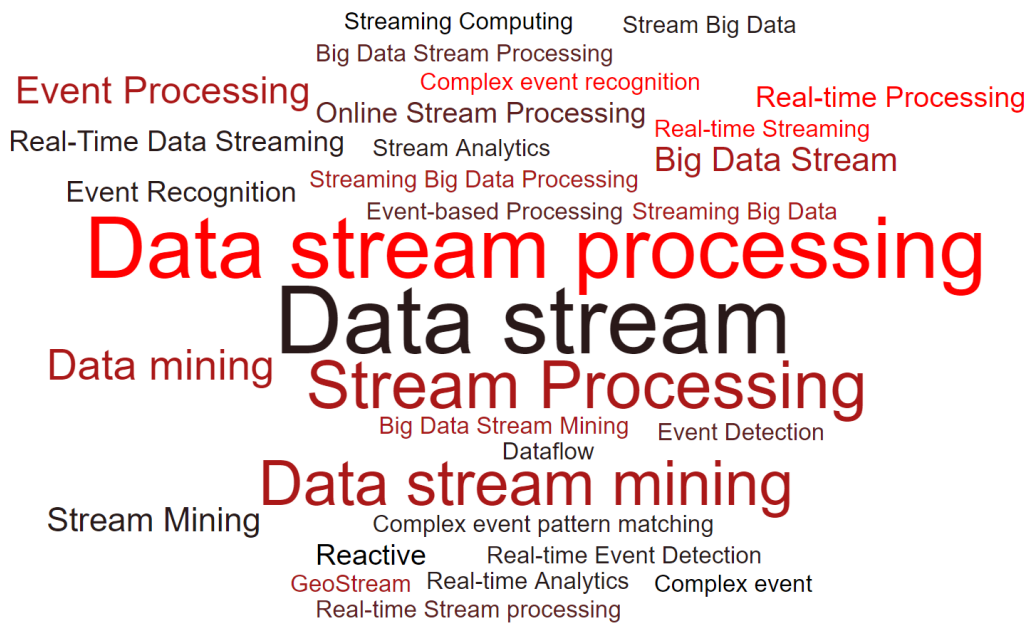 Streaming Computing
Stream Big Data
Big Data Stream Processing
Complex event recognition
Event Processing
Real-time Processing
Online Stream Processing
Real-time Streaming
Real-Time Data Streaming
Stream Analytics
Big Data Stream
Streaming Big Data Processing
Event Recognition
Event-based Processing
Streaming Big Data
Data stream processing
Data stream
Data mining
Stream Processing
Big Data Stream Mining
Event Detection
Dataflow
Data stream mining
Stream Mining
Complex event pattern matching
Reactive
Real-time Event Detection
GeoStream
Real-time Analytics
Complex event
Real-time Stream processing